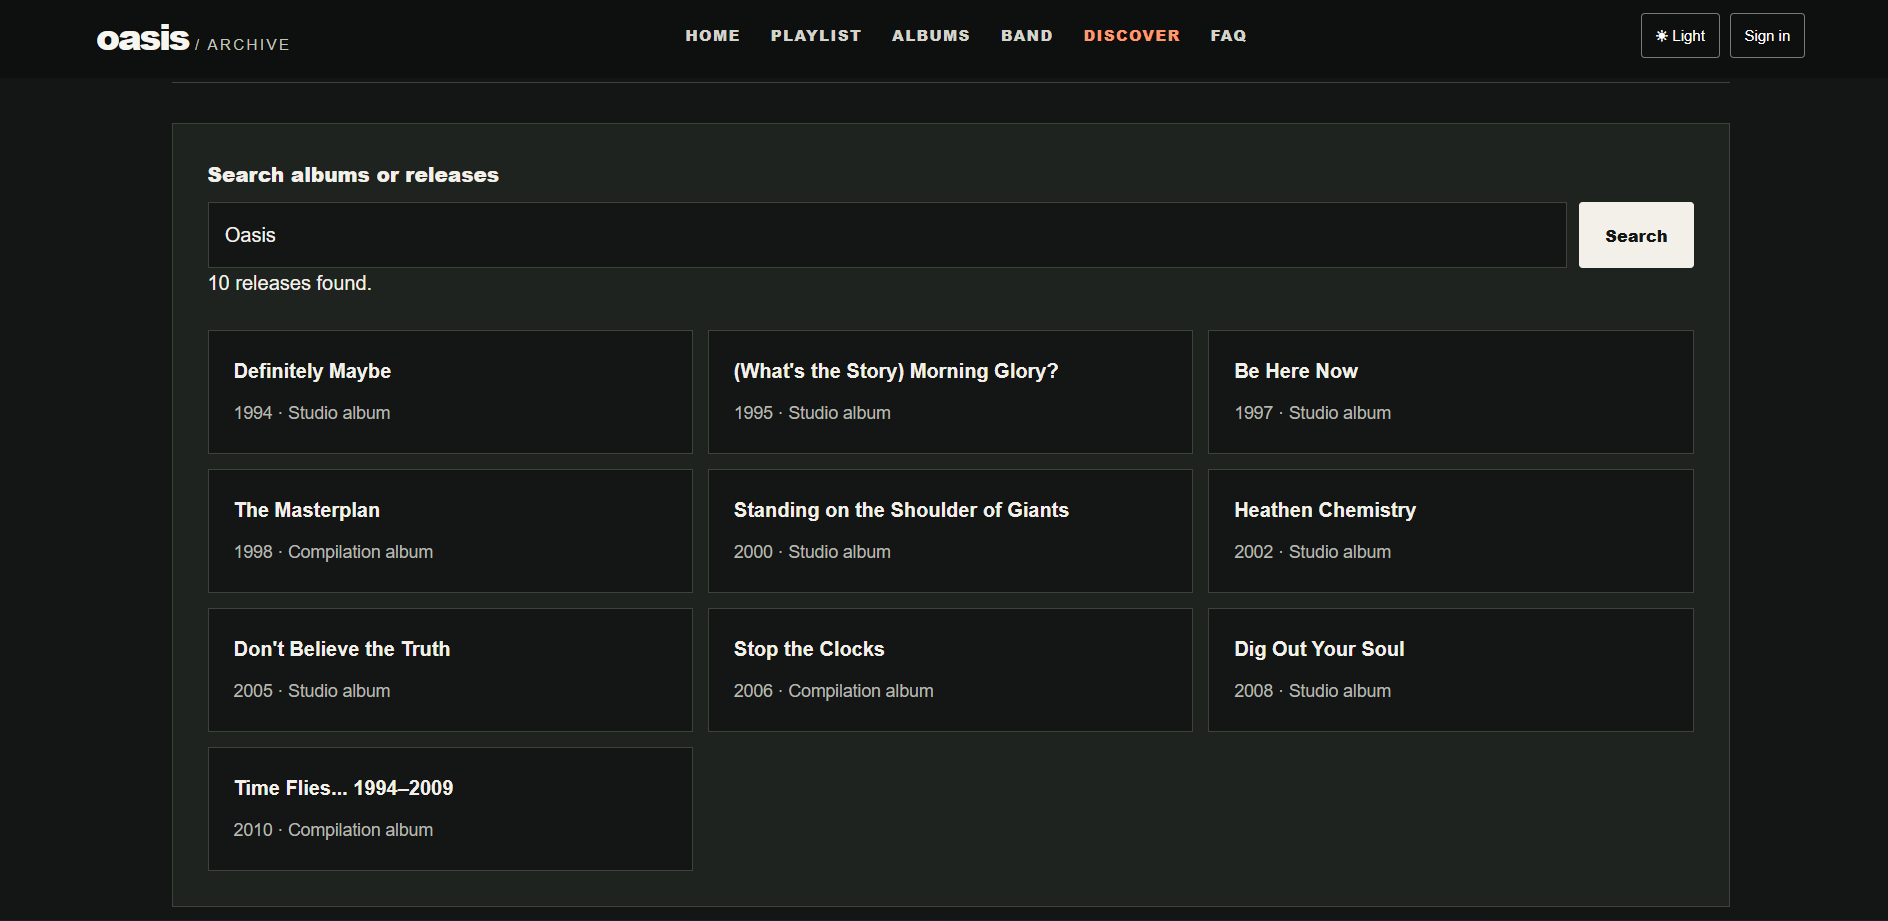 oasis / ARCHIVE
HOME PLAYLIST ALBUMS BAND DISCOVER FAQ
☀ Light
Sign in
Search albums or releases
Oasis
Search
10 releases found.
Definitely Maybe
1994 · Studio album
(What's the Story) Morning Glory?
1995 · Studio album
Be Here Now
1997 · Studio album
The Masterplan
1998 · Compilation album
Standing on the Shoulder of Giants
2000 · Studio album
Heathen Chemistry
2002 · Studio album
Don't Believe the Truth
2005 · Studio album
Stop the Clocks
2006 · Compilation album
Dig Out Your Soul
2008 · Studio album
Time Flies... 1994–2009
2010 · Compilation album